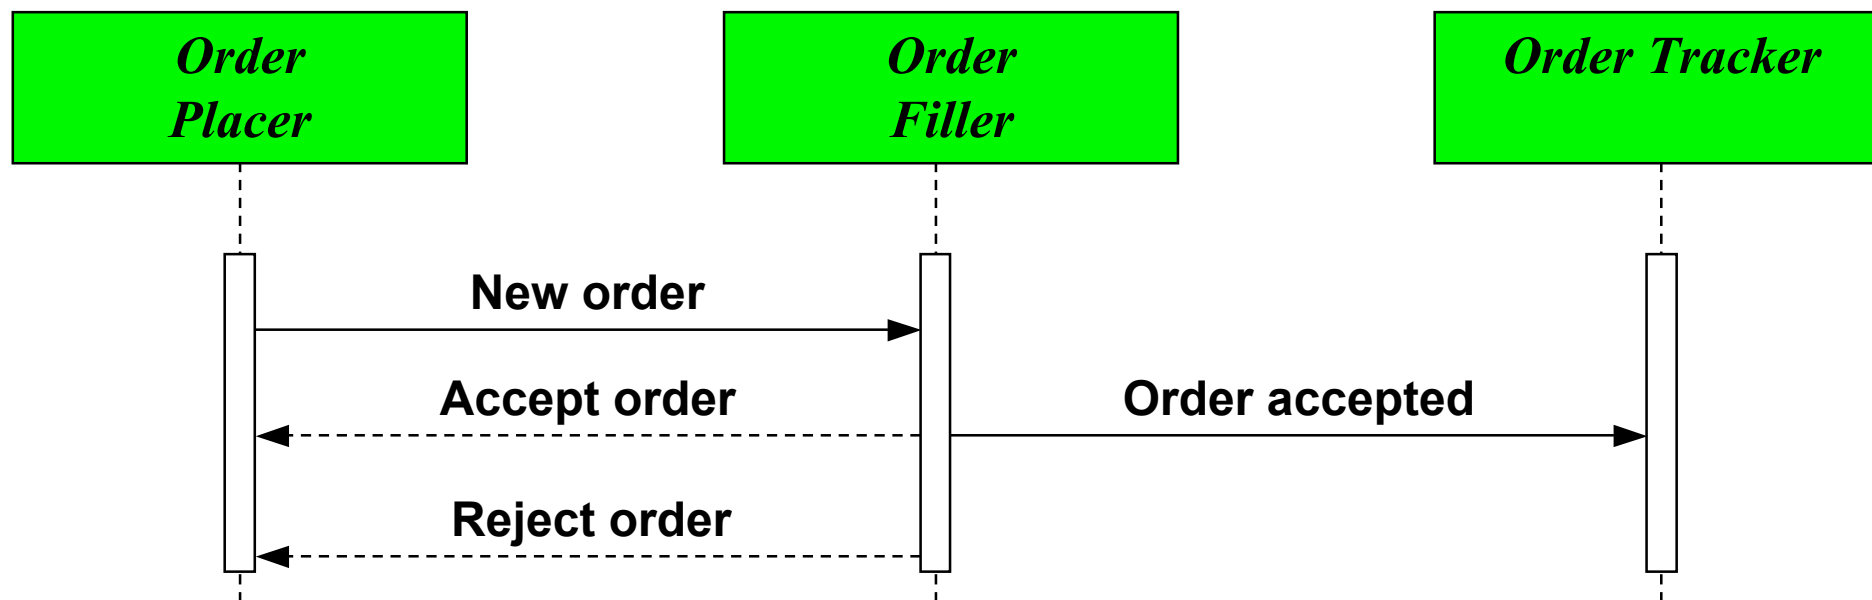 Order
Placer
Order
Filler
Order Tracker
New order
Accept order
Order accepted
Reject order